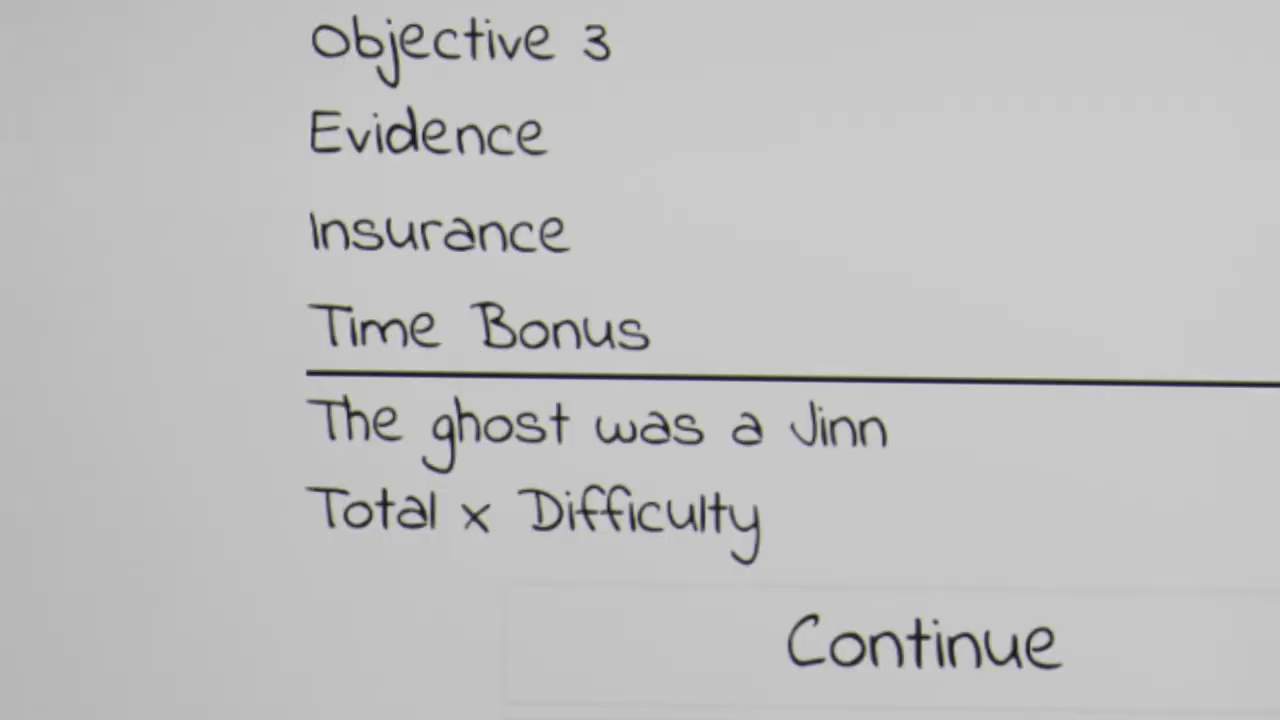 Objective 3
Evidence
Insurance
Time Bonus
The ghost was a Jinn
Total x Difficulty
Continue